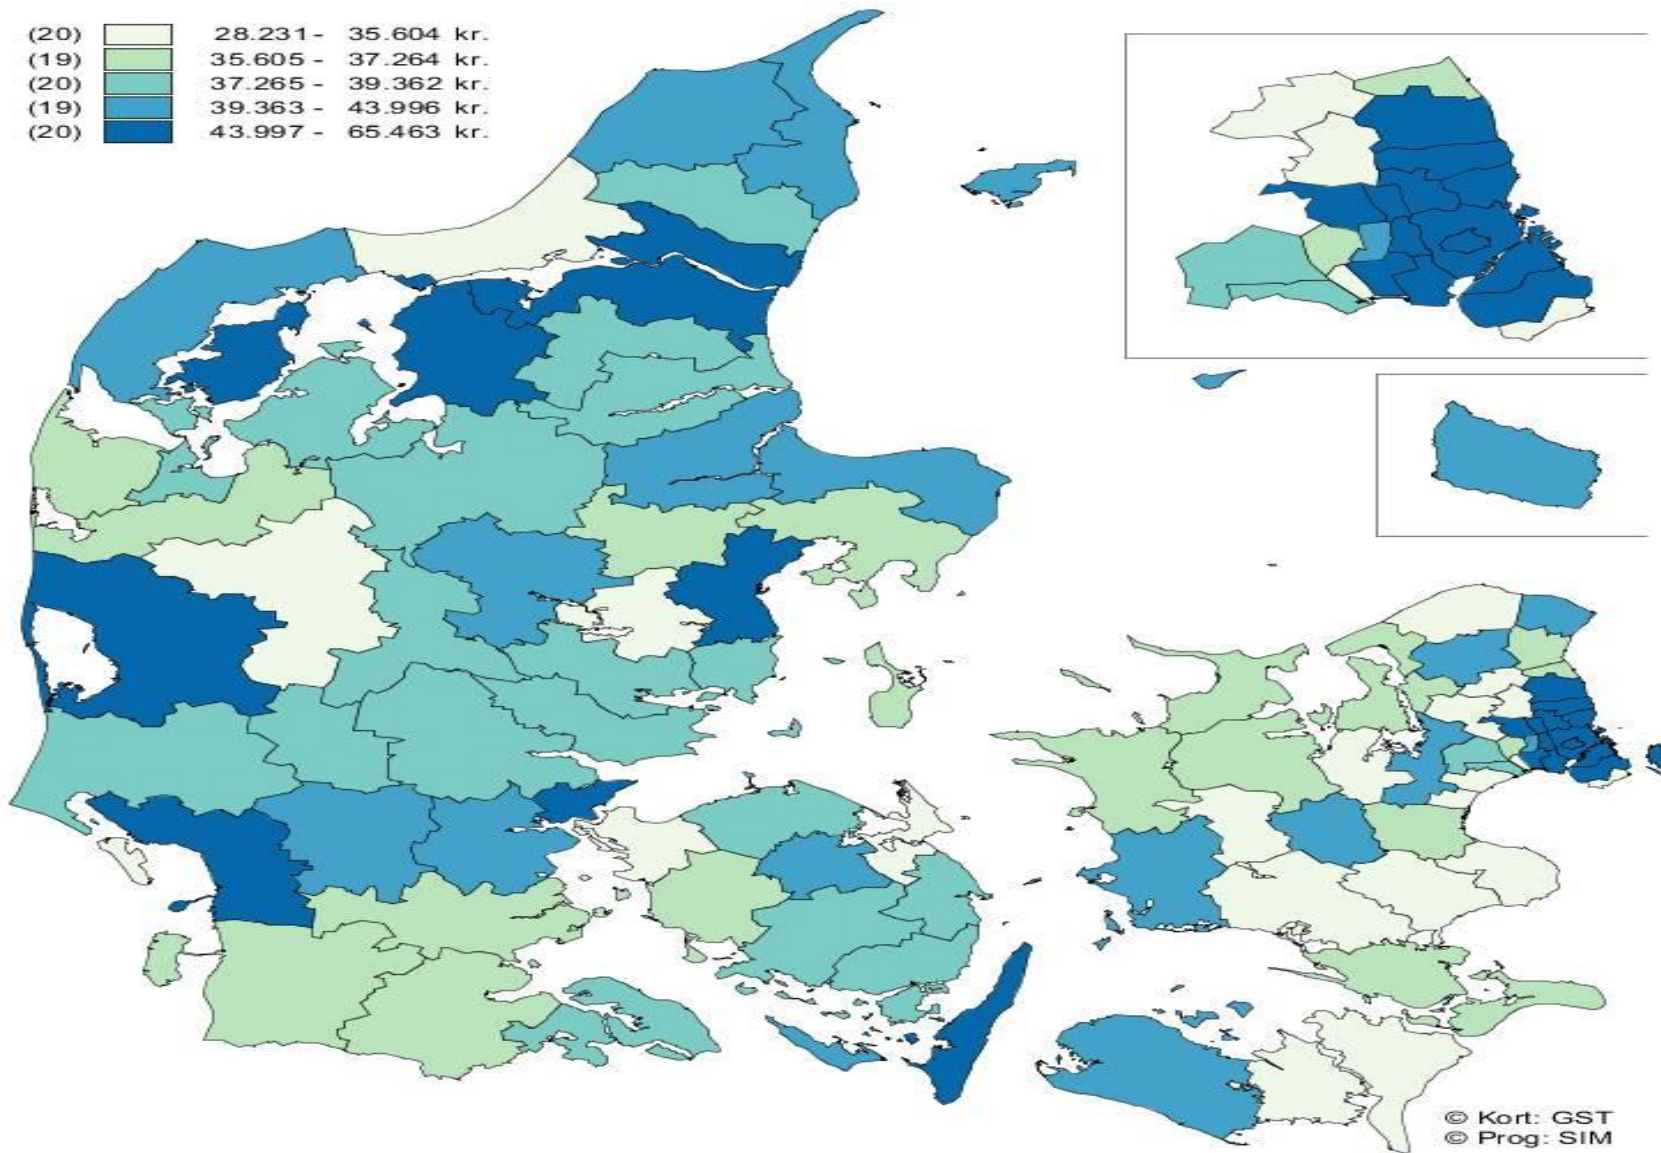 (20) 28.231 - 35.604 kr.
(19) 35.605 - 37.264 kr.
(20) 37.265 - 39.362 kr.
(19) 39.363 - 43.996 kr.
(20) 43.997 - 65.463 kr.
© Kort: GST
© Prog: SIM